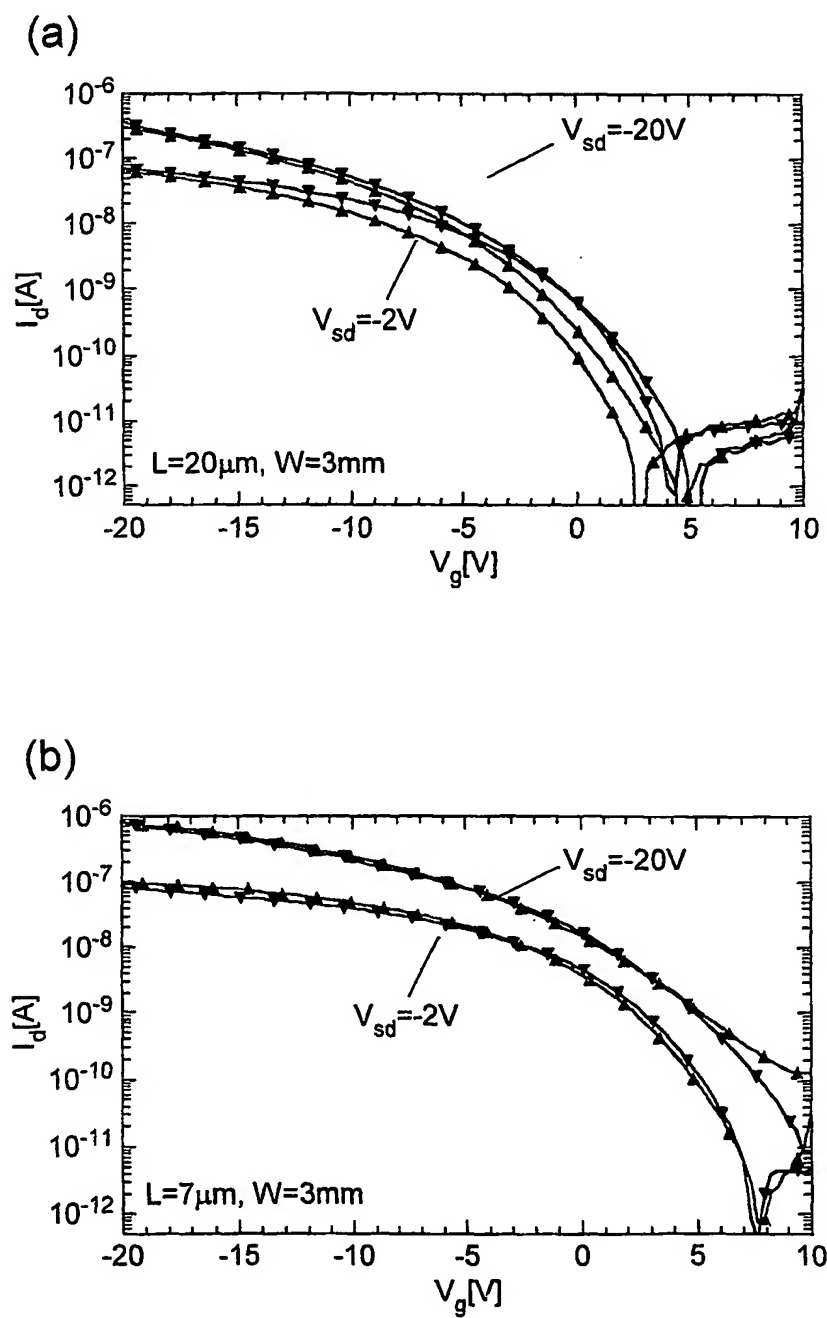 (a)
10⁻⁶
10⁻⁷
10⁻⁸
10⁻⁹
10⁻¹⁰
10⁻¹¹
10⁻¹²
I_d[A]
V_sd=-20V
V_sd=-2V
L=20μm, W=3mm
-20 -15 -10 -5 0 5 10
V_g[V]
(b)
10⁻⁶
10⁻⁷
10⁻⁸
10⁻⁹
10⁻¹⁰
10⁻¹¹
10⁻¹²
I_d[A]
V_sd=-20V
V_sd=-2V
L=7μm, W=3mm
-20 -15 -10 -5 0 5 10
V_g[V]